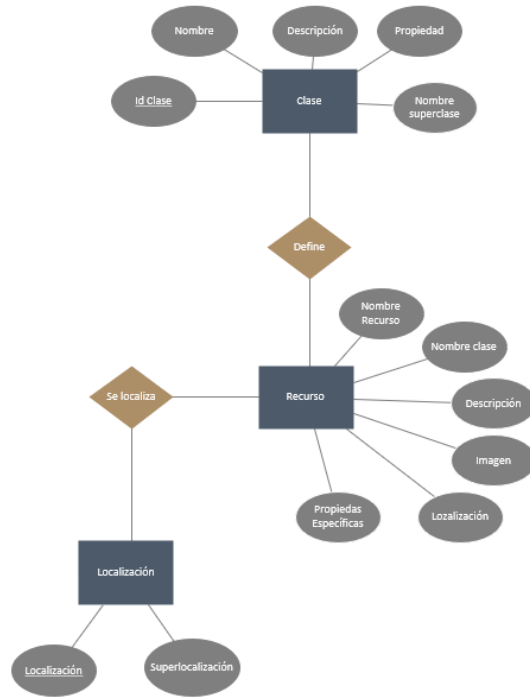 Nombre
Descripción
Propiedad
Id Clase
Clase
Nombre
superclase
Define
Nombre
Recurso
Nombre clase
Se localiza
Recurso
Descripción
Imagen
Propiedas
Específicas
Lozalización
Localización
Localización
Superlocalización